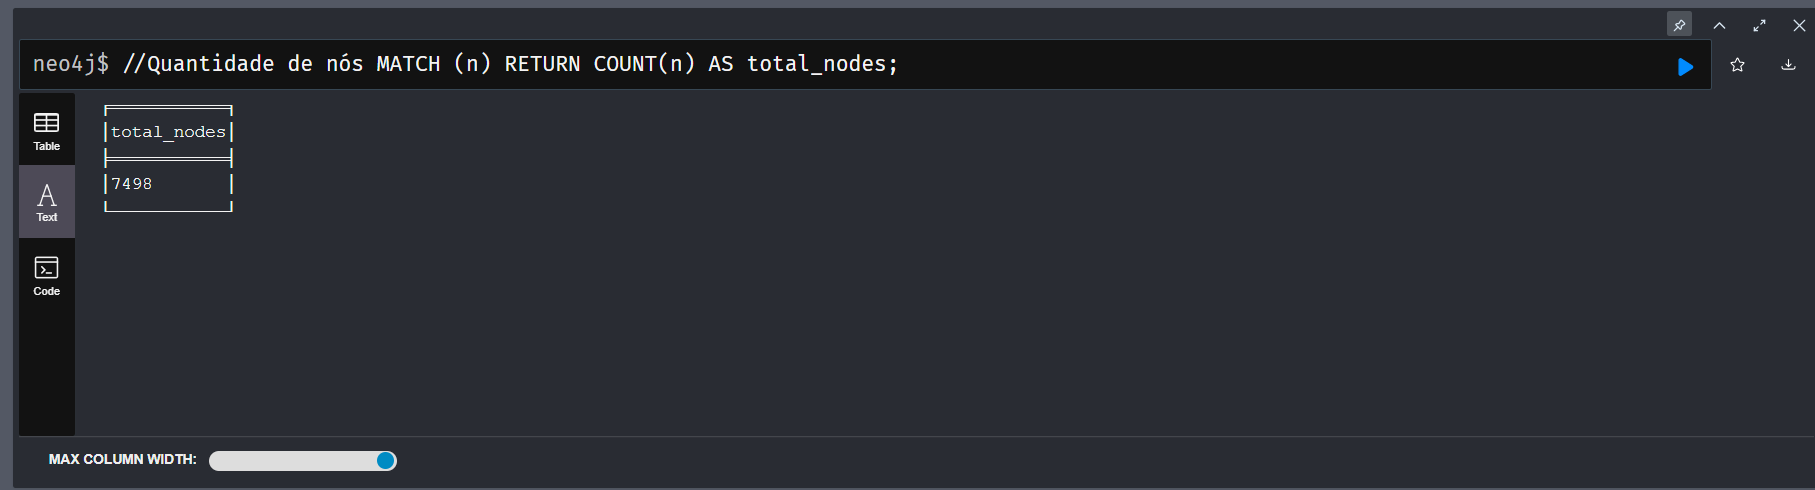 neo4j$ //Quantidade de nós MATCH (n) RETURN COUNT(n) AS total_nodes;
Table
Text
Code
total_nodes
7498
MAX COLUMN WIDTH: